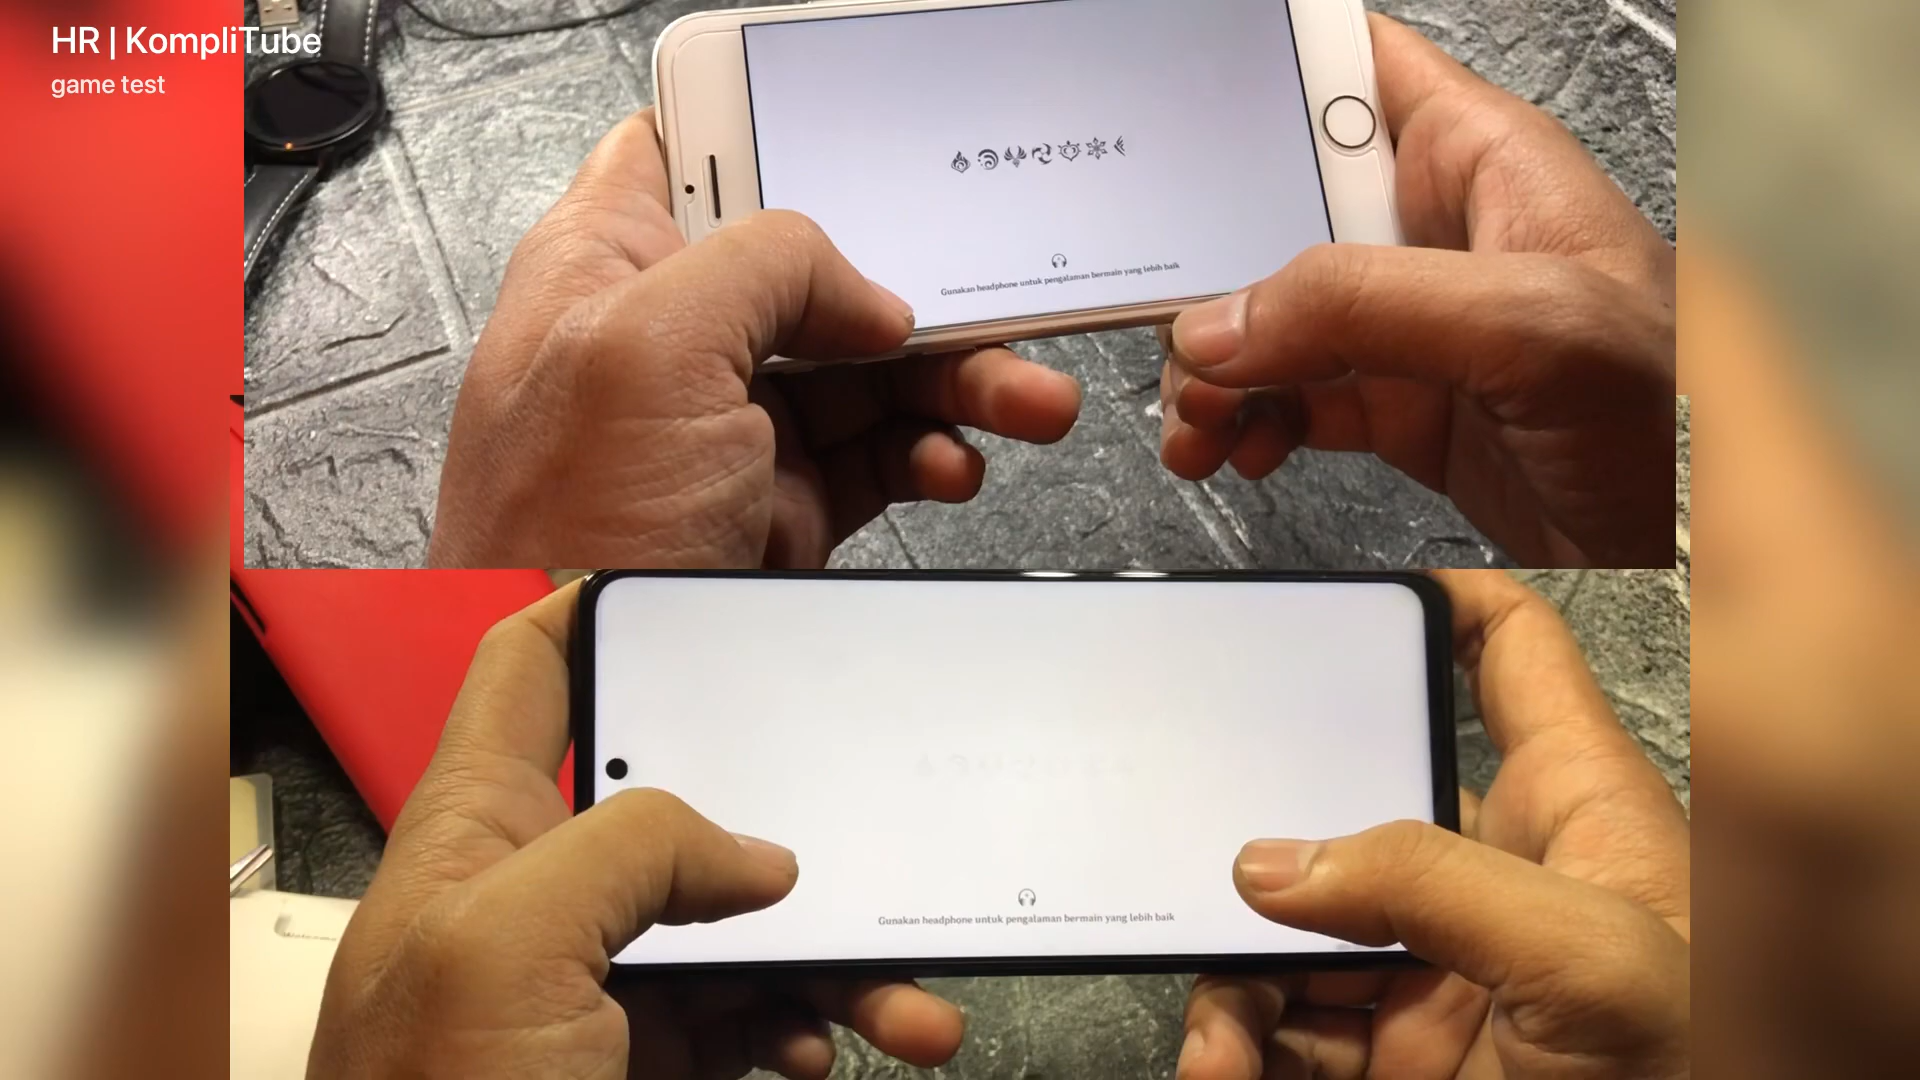 HR | KompliTube
game test
Gunakan headphone untuk pengalaman bermain yang lebih baik
Gunakan headphone untuk pengalaman bermain yang lebih baik